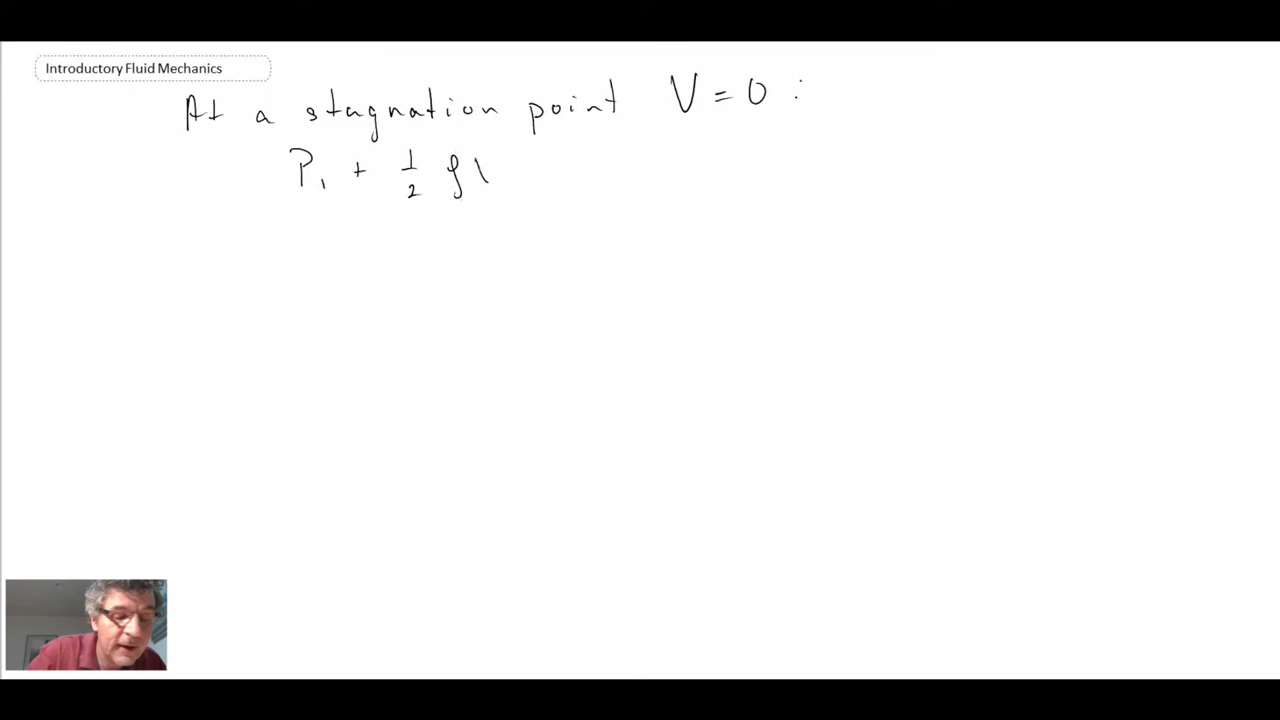 Introductory Fluid Mechanics
At a stagnation point V = 0 :
P₁ + 1/2 ρ \